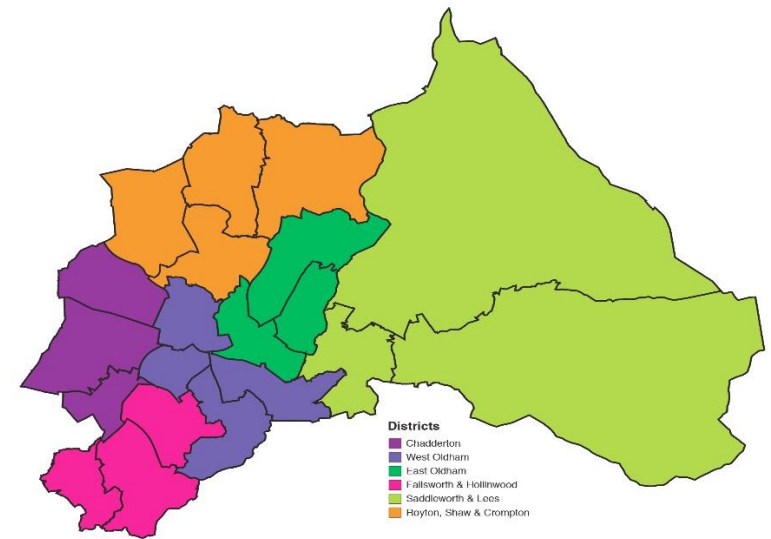 Districts
Chadderton
West Oldham
East Oldham
Failsworth & Hollinwood
Saddleworth & Lees
Royton, Shaw & Crompton